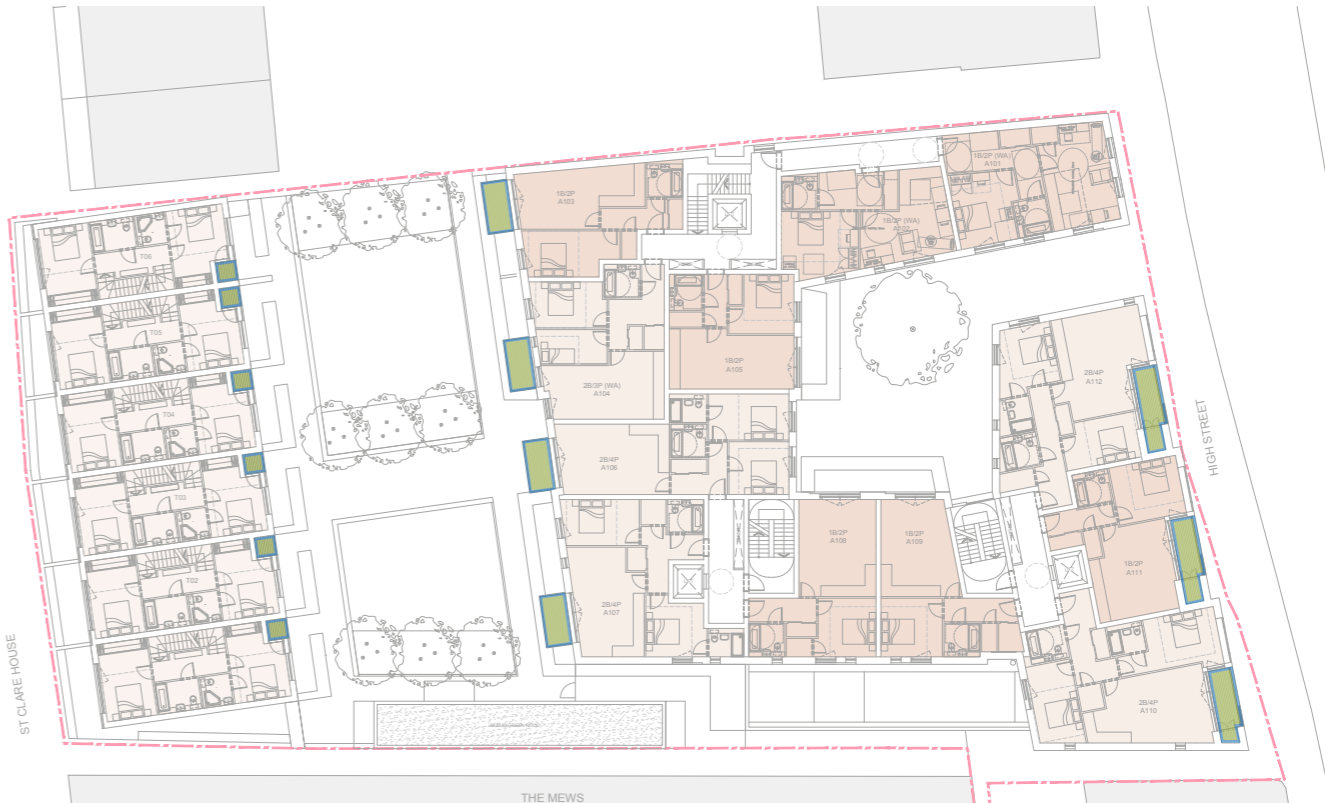 1B/2P (WA)
A101
1B/2P
A103
1B/2P (WA)
A102
T06
T05
1B/2P
A105
2B/3P (WA)
A104
2B/4P
A112
T04
HIGH STREET
2B/4P
A106
T03
1B/2P
A108
1B/2P
A109
1B/2P
A111
T02
2B/4P
A107
ST CLARE HOUSE
2B/4P
A110
THE MEWS